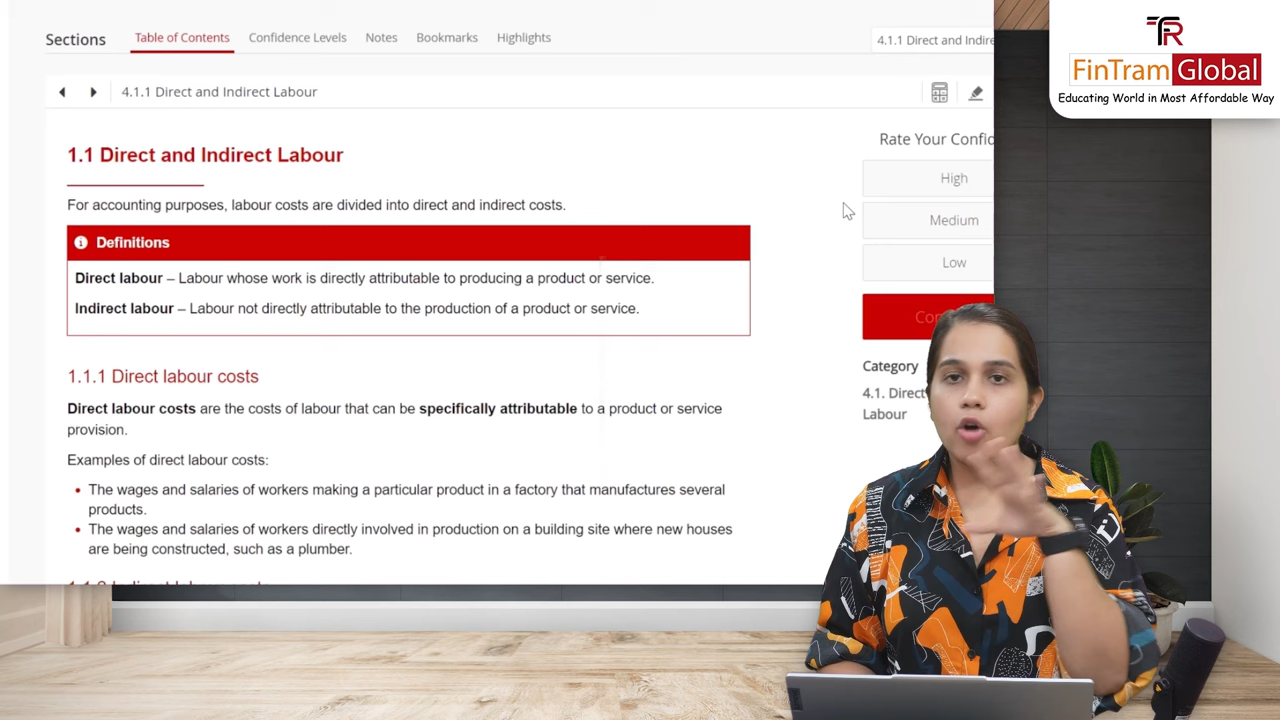 Sections
Table of Contents
Confidence Levels
Notes
Bookmarks
Highlights
4.1.1 Direct and Indire
4.1.1 Direct and Indirect Labour
1.1 Direct and Indirect Labour
For accounting purposes, labour costs are divided into direct and indirect costs.
Definitions
Direct labour – Labour whose work is directly attributable to producing a product or service.
Indirect labour – Labour not directly attributable to the production of a product or service.
1.1.1 Direct labour costs
Direct labour costs are the costs of labour that can be specifically attributable to a product or service
provision.
Examples of direct labour costs:
• The wages and salaries of workers making a particular product in a factory that manufactures several
products.
• The wages and salaries of workers directly involved in production on a building site where new houses
are being constructed, such as a plumber.
Rate Your Confid
High
Medium
Low
Category
4.1. Direct
Labour
FinTram Global
Educating World in Most Affordable Way